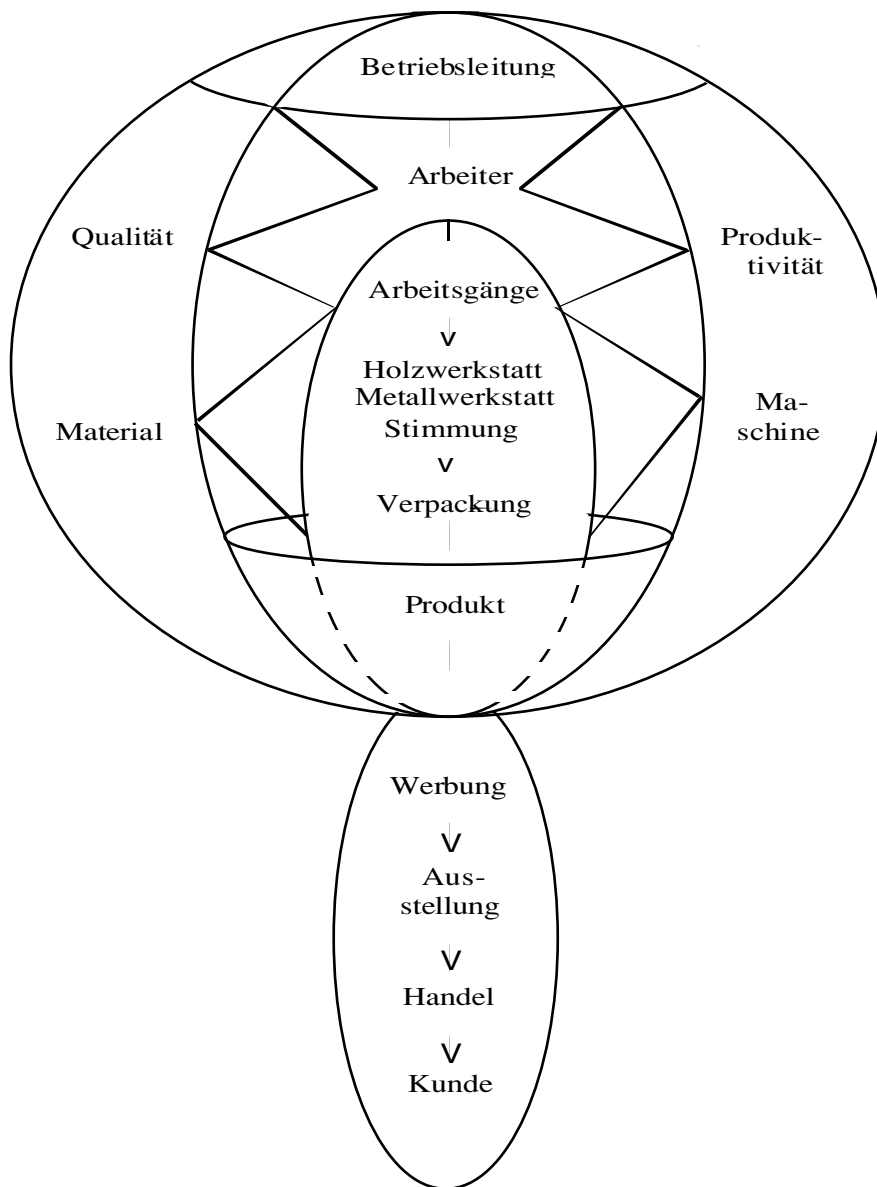 Betriebsleitung
Arbeiter
Qualität
Produk-
tivität
Arbeitsgänge
Holzwerkstatt
Metallwerkstatt
Stimmung
Material
Ma-
schine
Verpackung
Produkt
Werbung
Aus-
stellung
Handel
Kunde